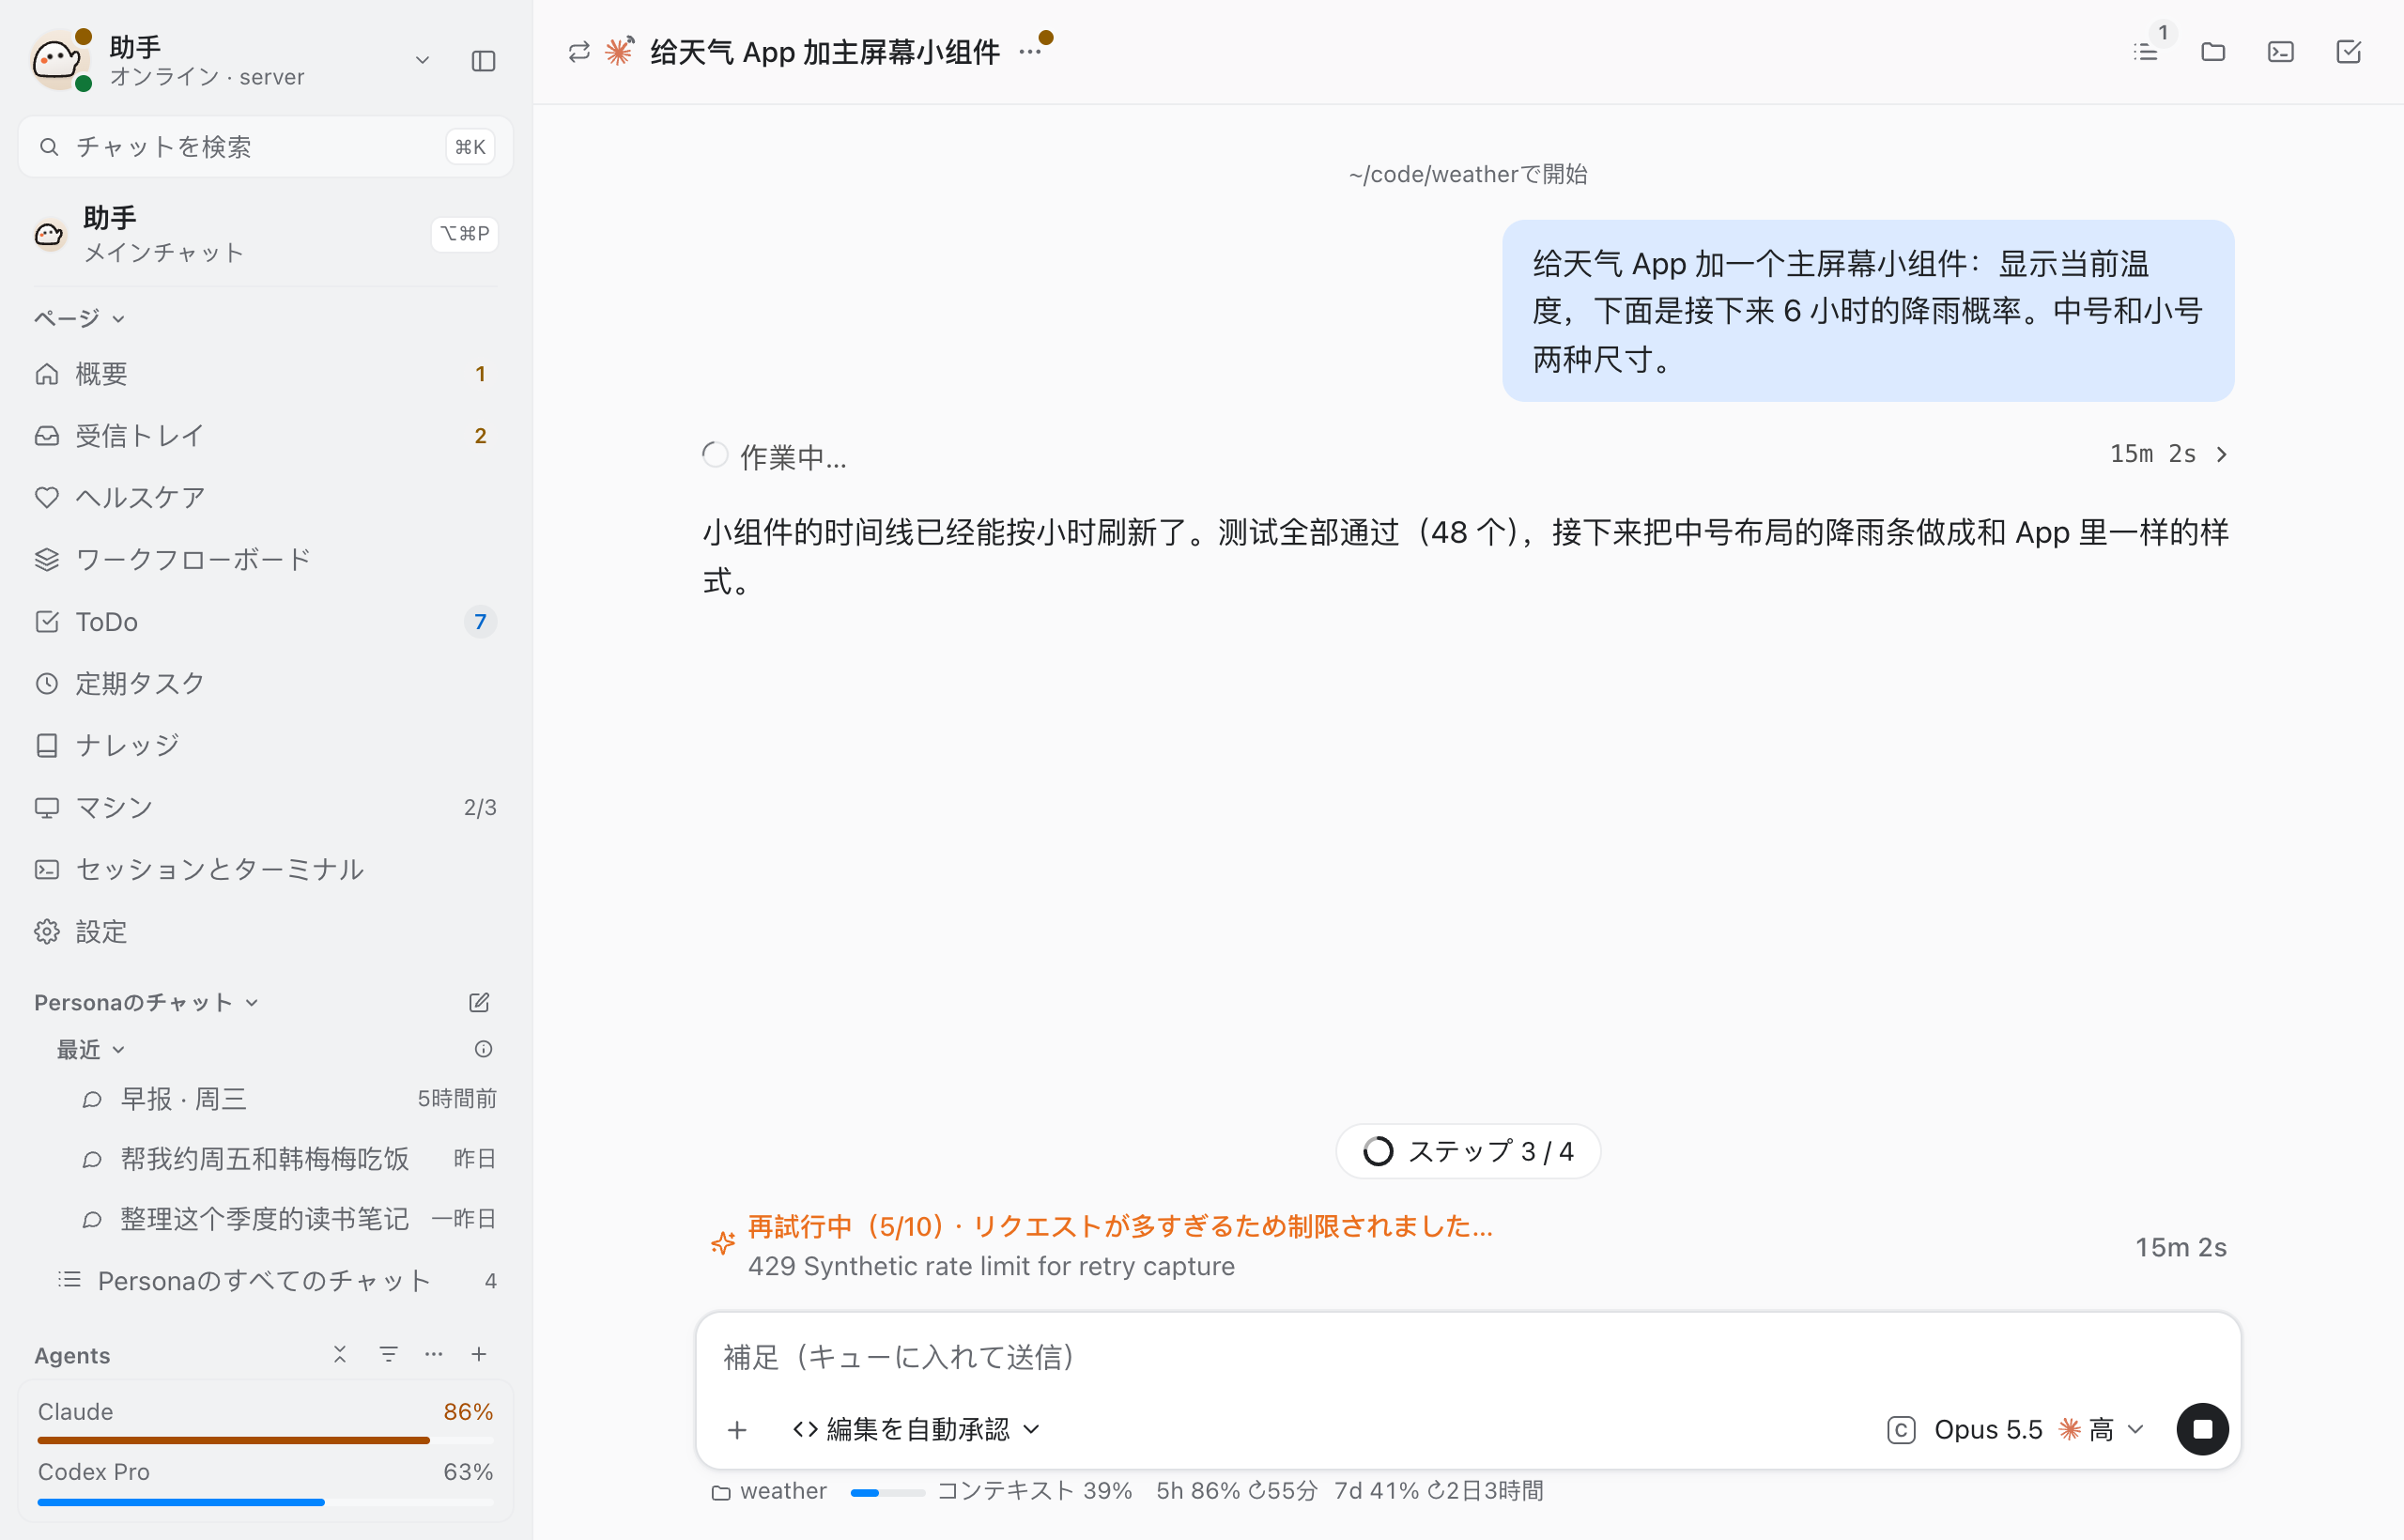 助手
オンライン · server
チャットを検索
⌘K
助手
メインチャット
⌥⌘P
ページ
概要
1
受信トレイ
2
ヘルスケア
ワークフローボード
ToDo
7
定期タスク
ナレッジ
マシン
2/3
セッションとターミナル
設定
Personaのチャット
最近
早报 · 周三
5時間前
帮我约周五和韩梅梅吃饭
昨日
整理这个季度的读书笔记
一昨日
Personaのすべてのチャット
4
Agents
Claude
86%
Codex Pro
63%
给天气 App 加主屏幕小组件
1
~/code/weatherで開始
给天气 App 加一个主屏幕小组件：显示当前温
度，下面是接下来 6 小时的降雨概率。中号和小号
两种尺寸。
作業中...
15m 2s
小组件的时间线已经能按小时刷新了。测试全部通过（48 个），接下来把中号布局的降雨条做成和 App 里一样的样
式。
ステップ 3 / 4
再試行中（5/10）· リクエストが多すぎるため制限されました...
429 Synthetic rate limit for retry capture
15m 2s
補足（キューに入れて送信）
編集を自動承認
C
Opus 5.5
高
weather
コンテキスト 39%
5h 86% ↻55分
7d 41% ↻2日3時間